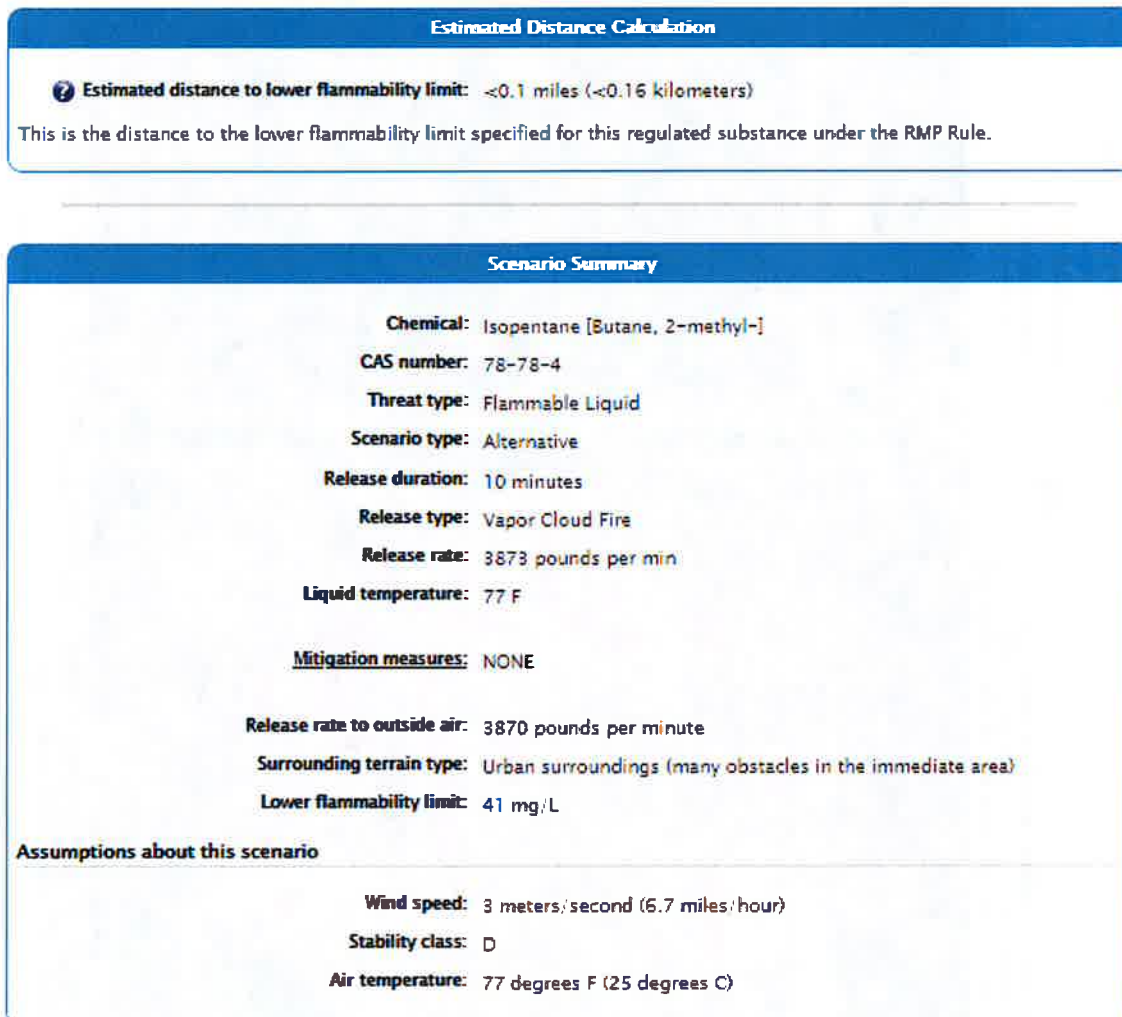 Estimated Distance Calculation
Estimated distance to lower flammability limit: <0.1 miles (<0.16 kilometers)
This is the distance to the lower flammability limit specified for this regulated substance under the RMP Rule.
Scenario Summary
Chemical: Isopentane [Butane, 2-methyl-]
CAS number: 78-78-4
Threat type: Flammable Liquid
Scenario type: Alternative
Release duration: 10 minutes
Release type: Vapor Cloud Fire
Release rate: 3873 pounds per min
Liquid temperature: 77 F
Mitigation measures: NONE
Release rate to outside air: 3870 pounds per minute
Surrounding terrain type: Urban surroundings (many obstacles in the immediate area)
Lower flammability limit: 41 mg/L
Assumptions about this scenario
Wind speed: 3 meters/second (6.7 miles/hour)
Stability class: D
Air temperature: 77 degrees F (25 degrees C)